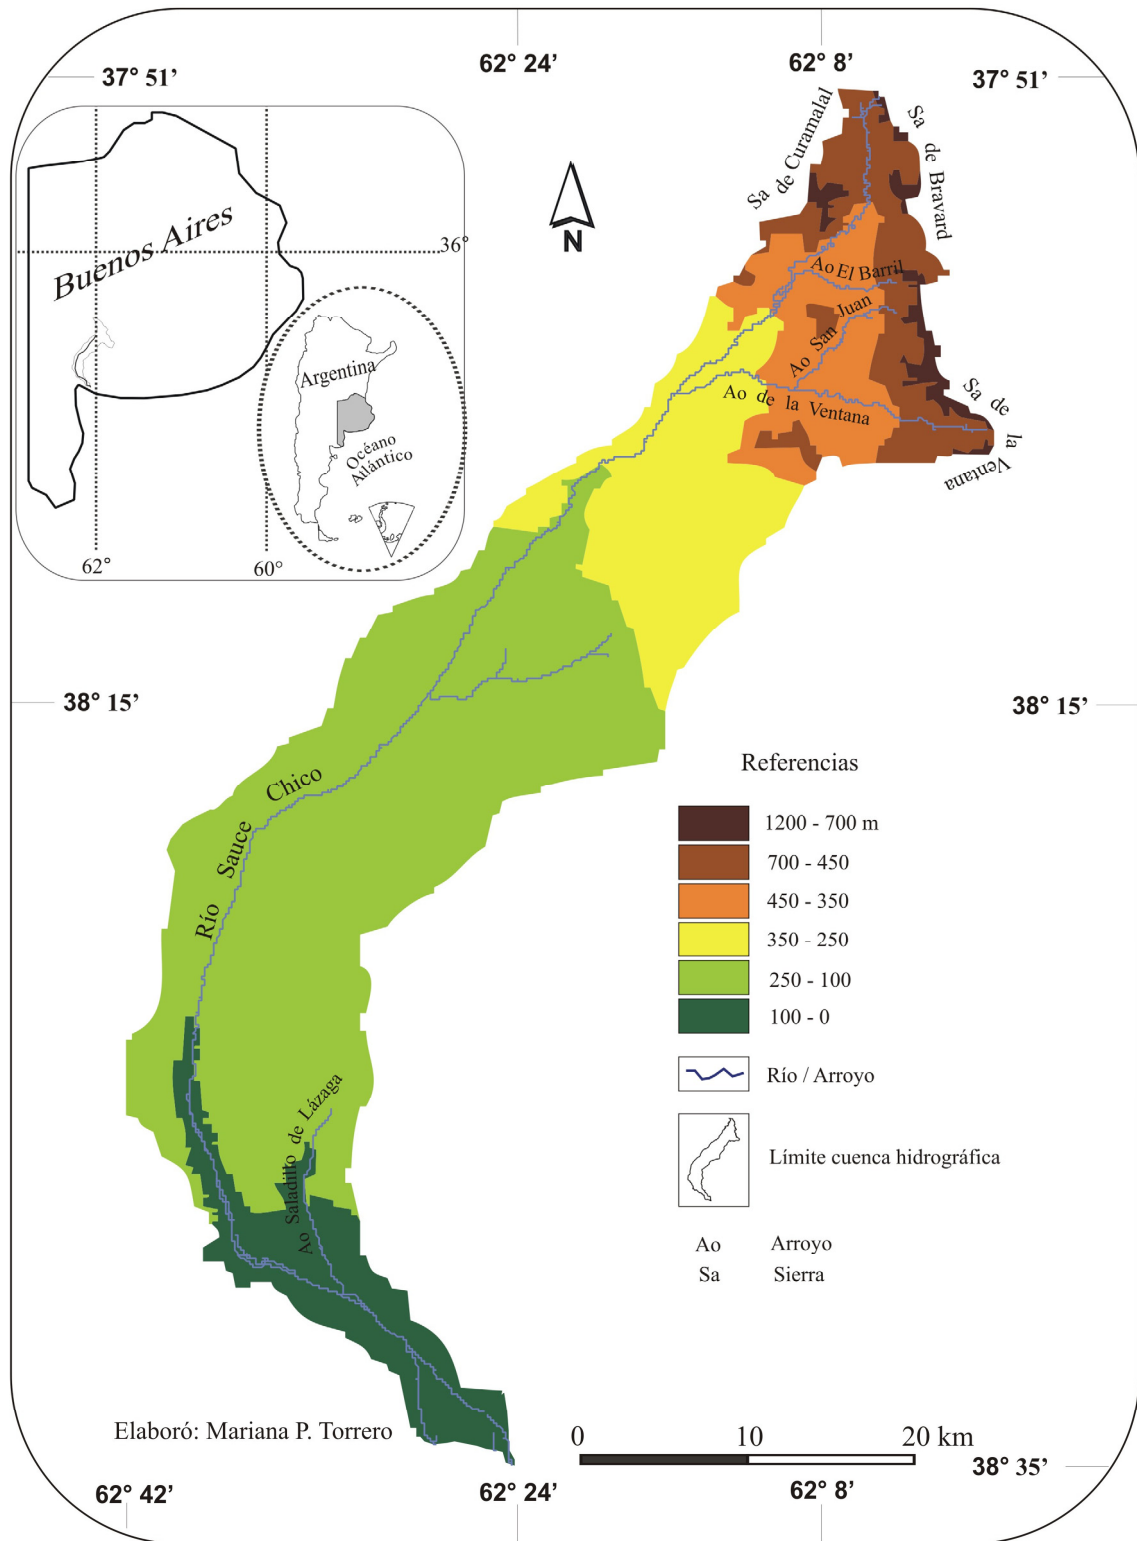 62° 24’
62° 8’
37° 51’
37° 51’
Sa de Curamalal
Sa de Bravard
N
Buenos Aires
36°
Ao El Barril
Ao San Juan
Argentina
Sa de la Ventana
Ao de la Ventana
Océano
Atlántico
62°
60°
38° 15’
38° 15’
Referencias
Río Sauce Chico
1200 - 700 m
700 - 450
450 - 350
350 - 250
250 - 100
100 - 0
Río / Arroyo
Ao Saladillo de Lázaga
Límite cuenca hidrográfica
Ao Arroyo
Sa Sierra
Elaboró: Mariana P. Torrero
0 10 20 km
38° 35’
62° 42’
62° 24’
62° 8’